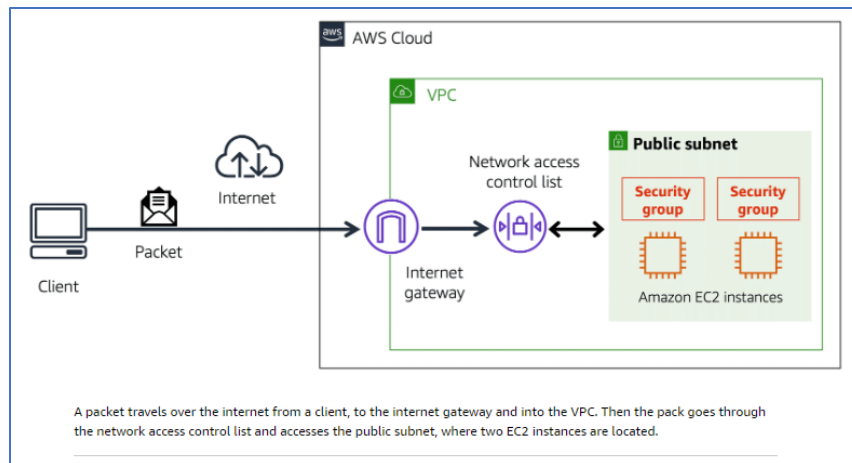 aws
AWS Cloud
VPC
Public subnet
Network access
control list
Security
group
Security
group
Internet
Packet
Internet
gateway
Client
Amazon EC2 instances
A packet travels over the internet from a client, to the internet gateway and into the VPC. Then the pack goes through
the network access control list and accesses the public subnet, where two EC2 instances are located.